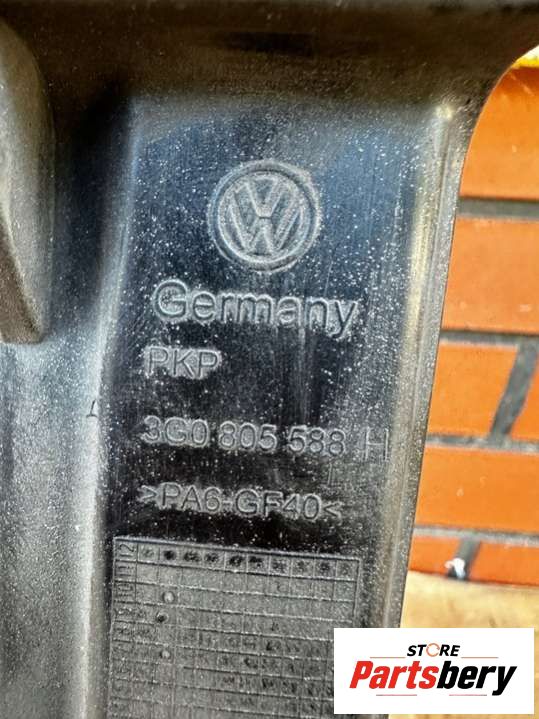 Germany
PKP
3G0 805 588 H
>PA6-GF40<
STORE
Partsbery